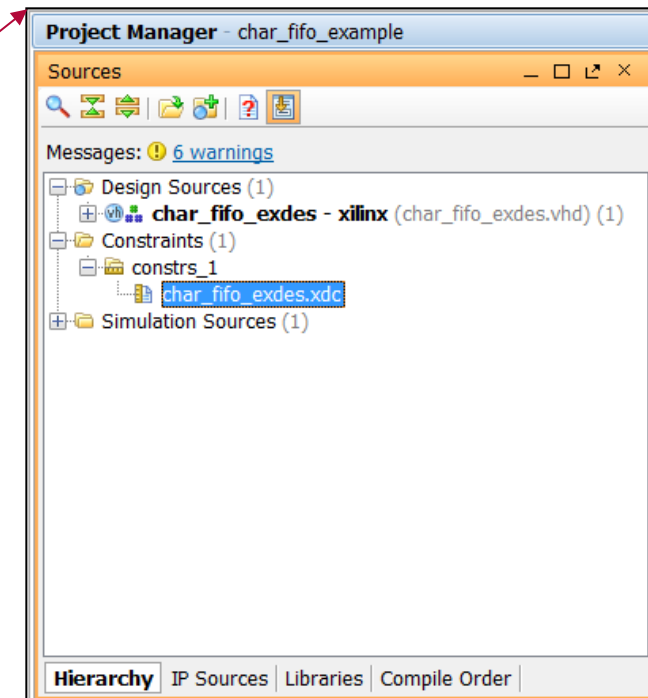 Project Manager - char_fifo_example
Sources
Messages: 6 warnings
Design Sources (1)
char_fifo_exdes - xilinx (char_fifo_exdes.vhd) (1)
Constraints (1)
constrs_1
char_fifo_exdes.xdc
Simulation Sources (1)
Hierarchy IP Sources Libraries Compile Order